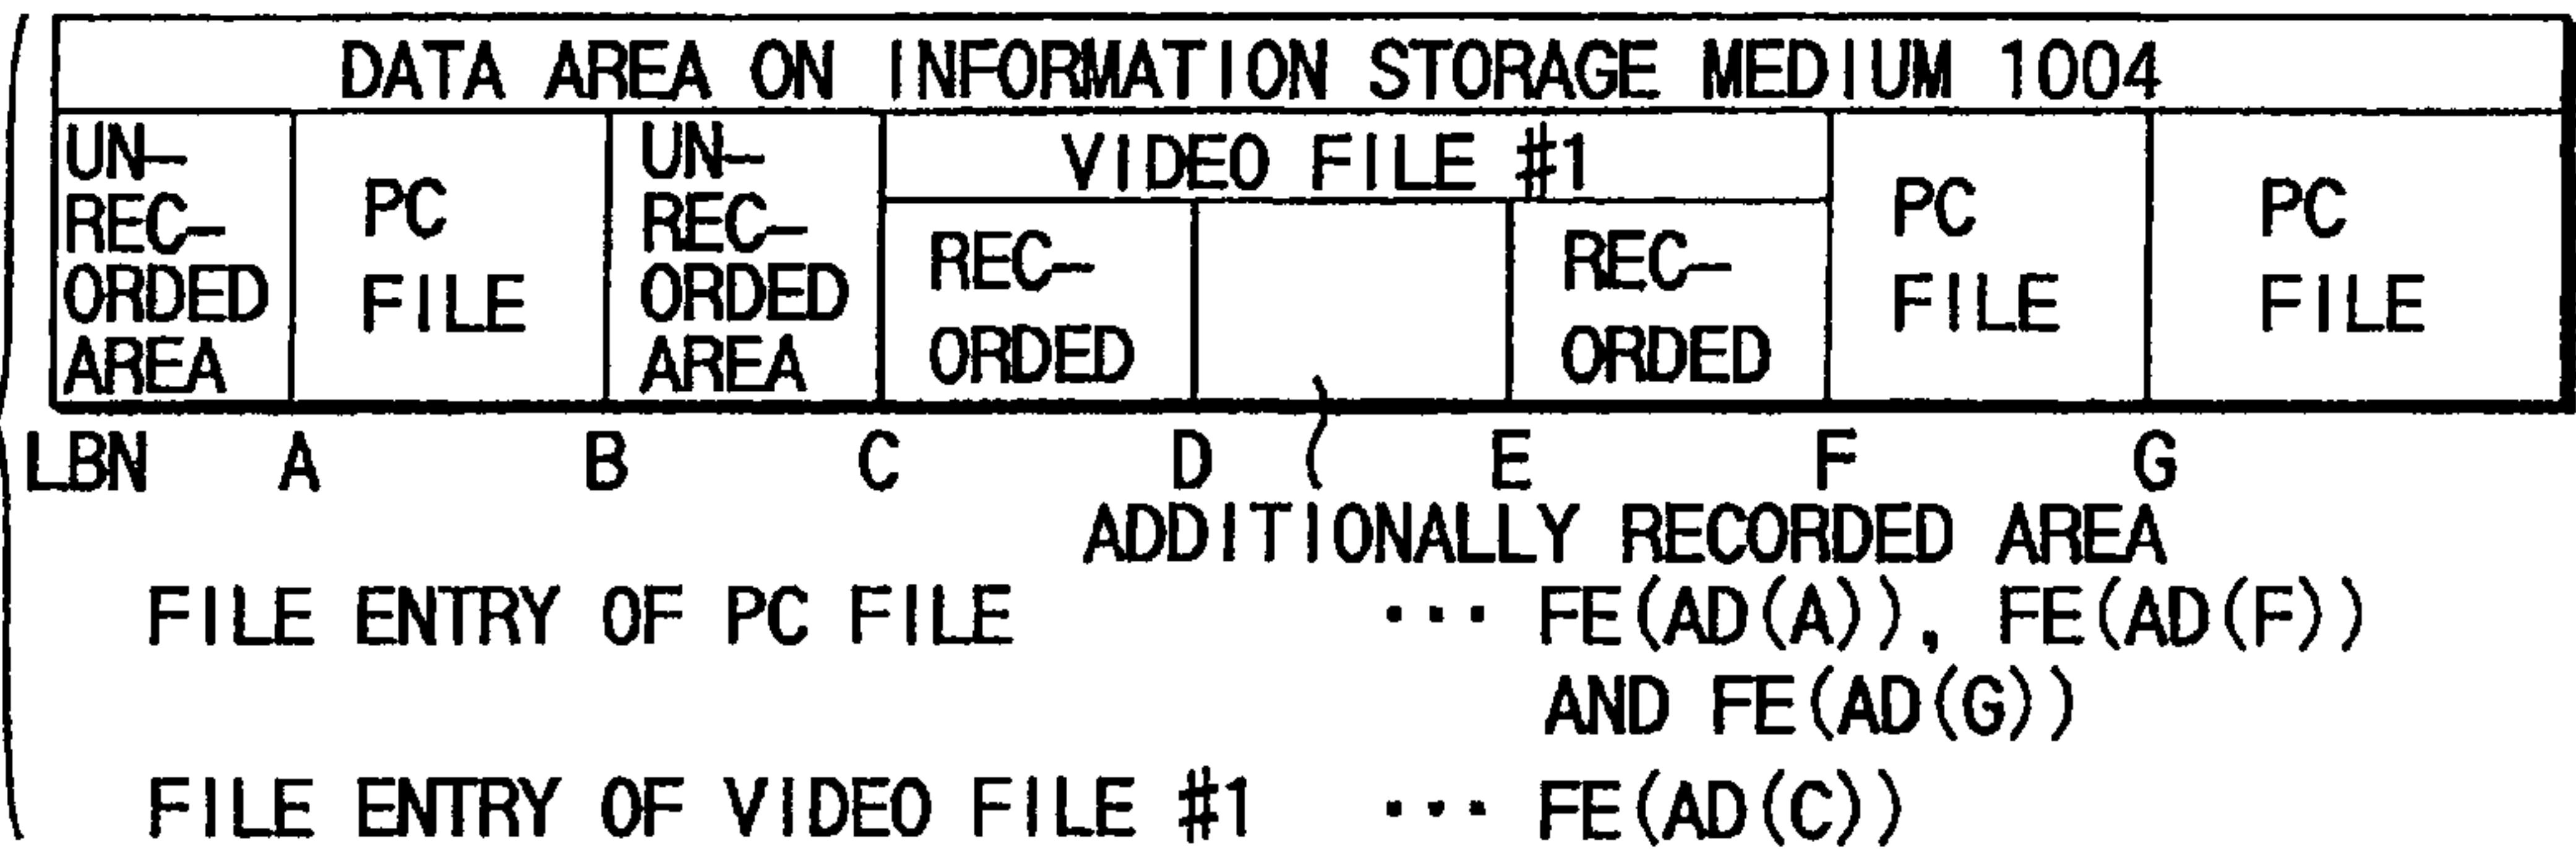 DATA AREA ON INFORMATION STORAGE MEDIUM 1004
UN-
REC-
ORDED
AREA
PC
FILE
UN-
REC-
ORDED
AREA
VIDEO FILE #1
REC-
ORDED
REC-
ORDED
PC
FILE
PC
FILE
LBN A B C D E F G
ADDITIONALLY RECORDED AREA
FILE ENTRY OF PC FILE ··· FE(AD(A)), FE(AD(F))
AND FE(AD(G))
FILE ENTRY OF VIDEO FILE #1 ··· FE(AD(C))